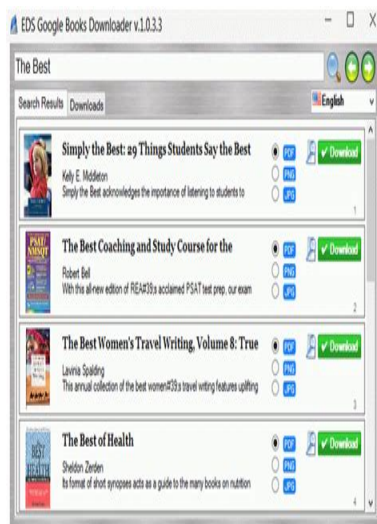 EDS Google Books Downloader v.1.0.3.3
The Best
Search Results Downloads English
Simply the Best: 29 Things Students Say the Best
Kelly E. Middleton
Simply the Best acknowledges the importance of listening to students to
PDF
PNG
JPG
Download
1
PSAT/
NMSQT
The Best Coaching and Study Course for the
Robert Bell
With this all-new edition of REA#39;s acclaimed PSAT test prep, our exam
PDF
PNG
JPG
Download
2
The Best Women's Travel Writing, Volume 8: True
Lavinia Spalding
This annual collection of the best women#39;s travel writing features uplifting
PDF
PNG
JPG
Download
3
BEST
HEALTH
The Best of Health
Sheldon Zerden
Its format of short synopses acts as a guide to the many books on nutrition
PDF
PNG
JPG
Download
4